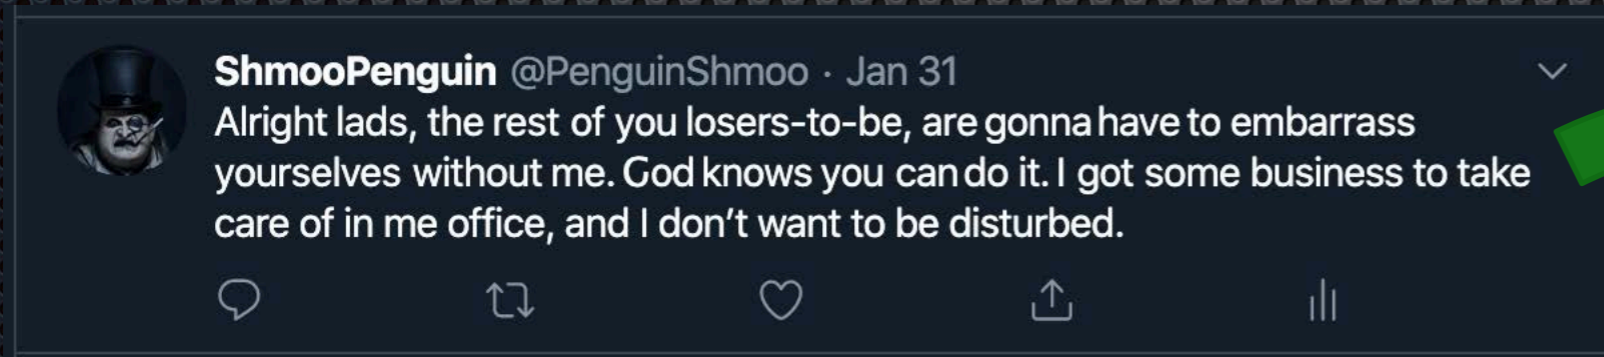 ShmooPenguin @PenguinShmoo · Jan 31
Alright lads, the rest of you losers-to-be, are gonna have to embarrass
yourselves without me. God knows you can do it. I got some business to take
care of in me office, and I don’t want to be disturbed.